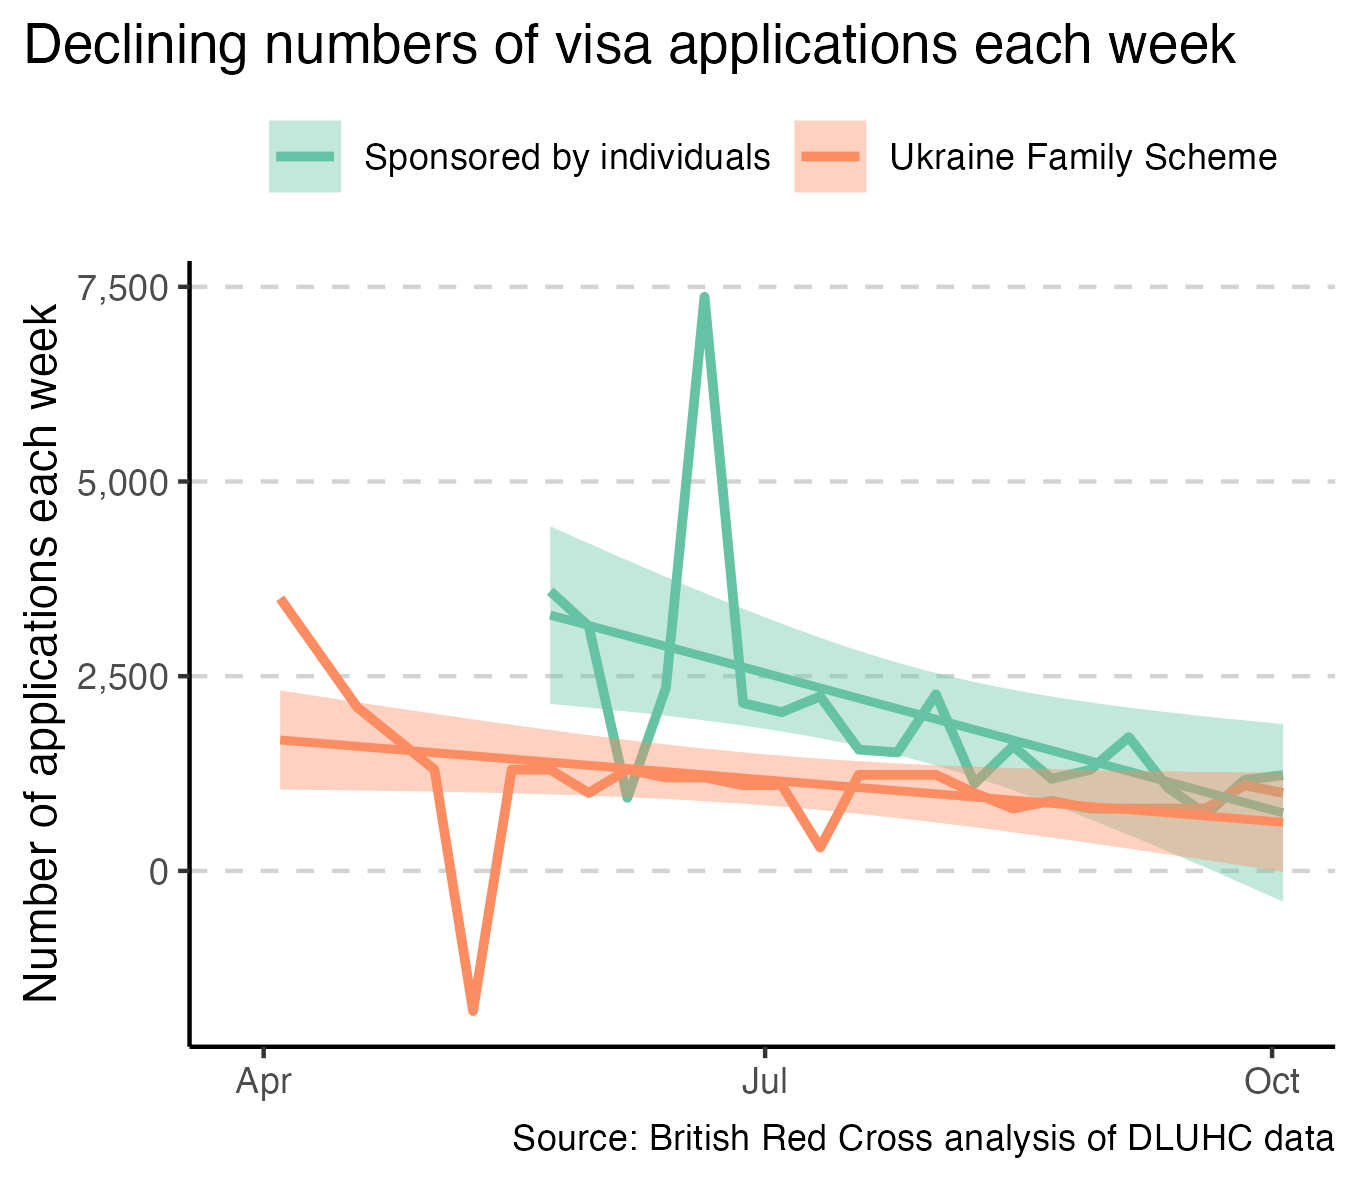 Declining numbers of visa applications each week
Sponsored by individuals
Ukraine Family Scheme
Number of applications each week
7,500
5,000
2,500
0
Apr
Jul
Oct
Source: British Red Cross analysis of DLUHC data